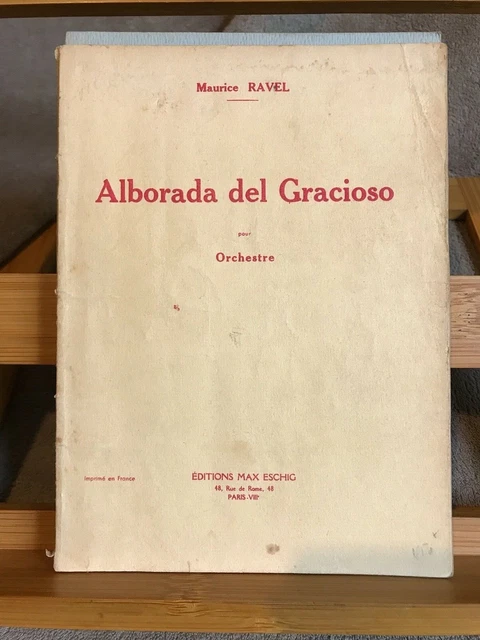 Maurice RAVEL
Alborada del Gracioso
pour
Orchestre
Imprimé en France
ÉDITIONS MAX ESCHIG
48, Rue de Rome, 48
PARIS-VIIIe